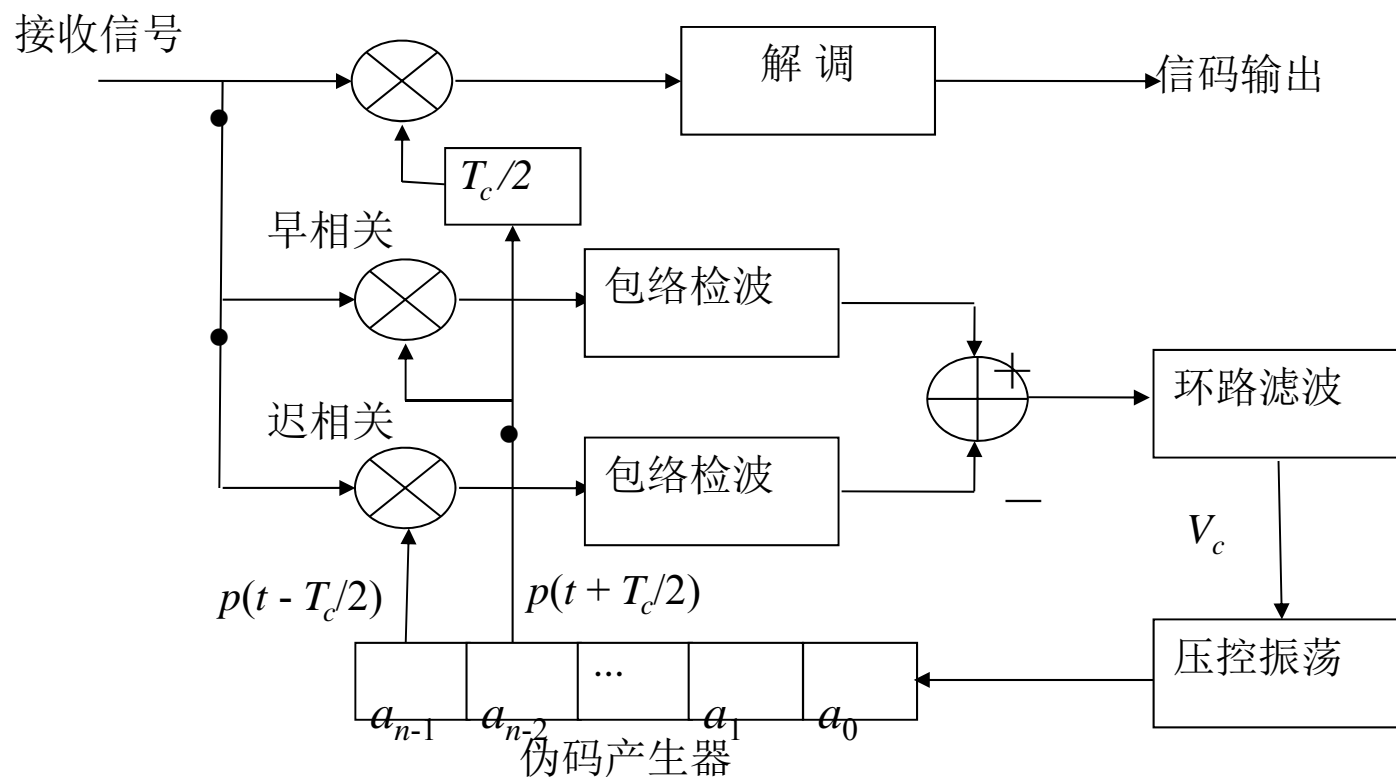 接收信号
解 调
信码输出
T_c/2
早相关
包络检波
+
环路滤波
迟相关
包络检波
—
V_c
p(t - T_c/2)
p(t + T_c/2)
压控振荡
...
a_{n-1}
a_{n-2}
a_1
a_0
伪码产生器